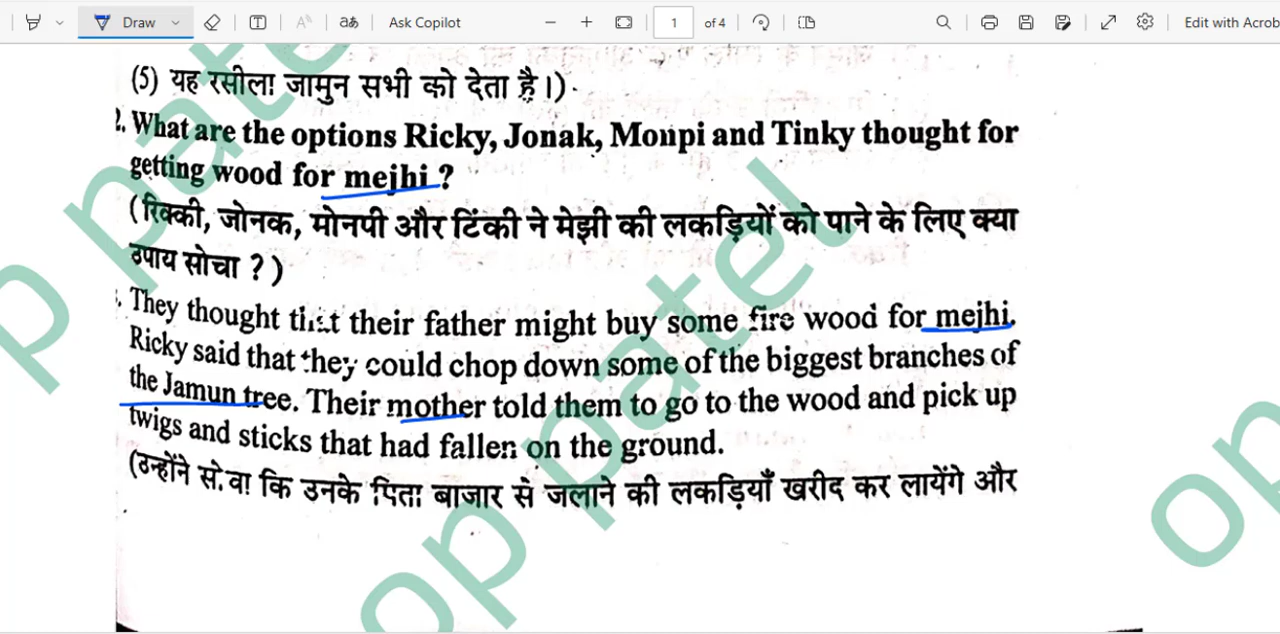 Draw
aあ
Ask Copilot
1
of 4
Edit with Acrob
(5) यह रसीला जामुन सभी को देता है।)
2. What are the options Ricky, Jonak, Monpi and Tinky thought for
getting wood for mejhi ?
(रिक्की, जोनक, मोनपी और टिंकी ने मेझी की लकड़ियों को पाने के लिए क्या
उपाय सोचा ?)
. They thought that their father might buy some fire wood for mejhi.
Ricky said that they could chop down some of the biggest branches of
the Jamun tree. Their mother told them to go to the wood and pick up
twigs and sticks that had fallen on the ground.
(उन्होंने सोचा कि उनके पिता बाजार से जलाने की लकड़ियाँ खरीद कर लायेंगे और
op patel
op patel
op